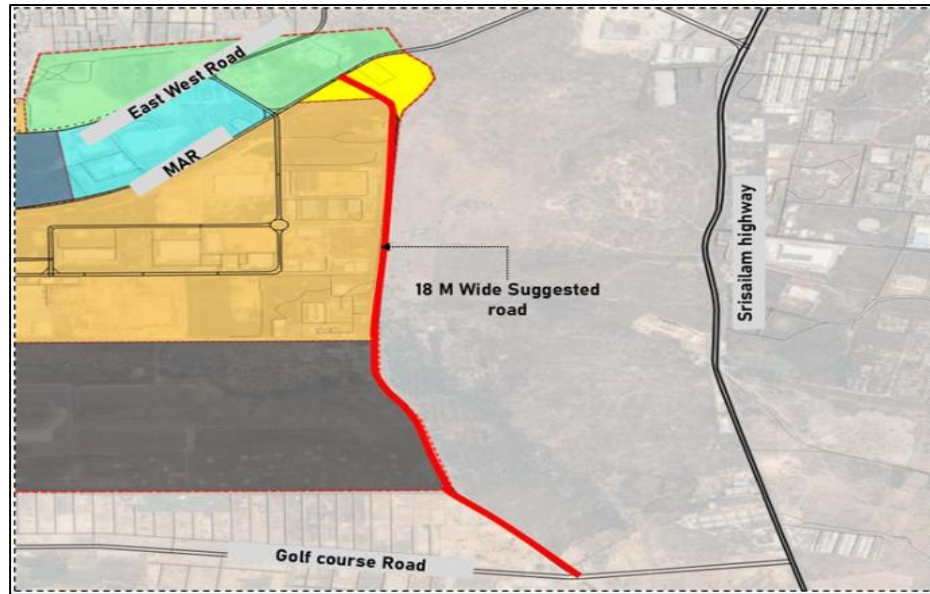 East West Road
MAR
18 M Wide Suggested
road
Srisailam highway
Golf course Road